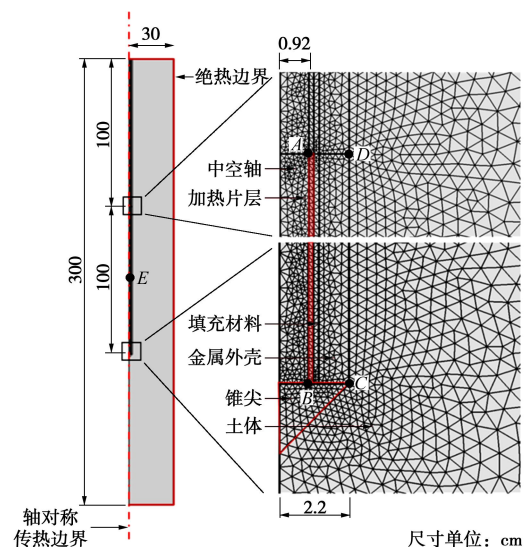 30
绝热边界
100
300
100
E
轴对称
传热边界
0.92
A
D
中空轴
加热片层
填充材料
金属外壳
B
C
锥尖
土体
2.2
尺寸单位：cm